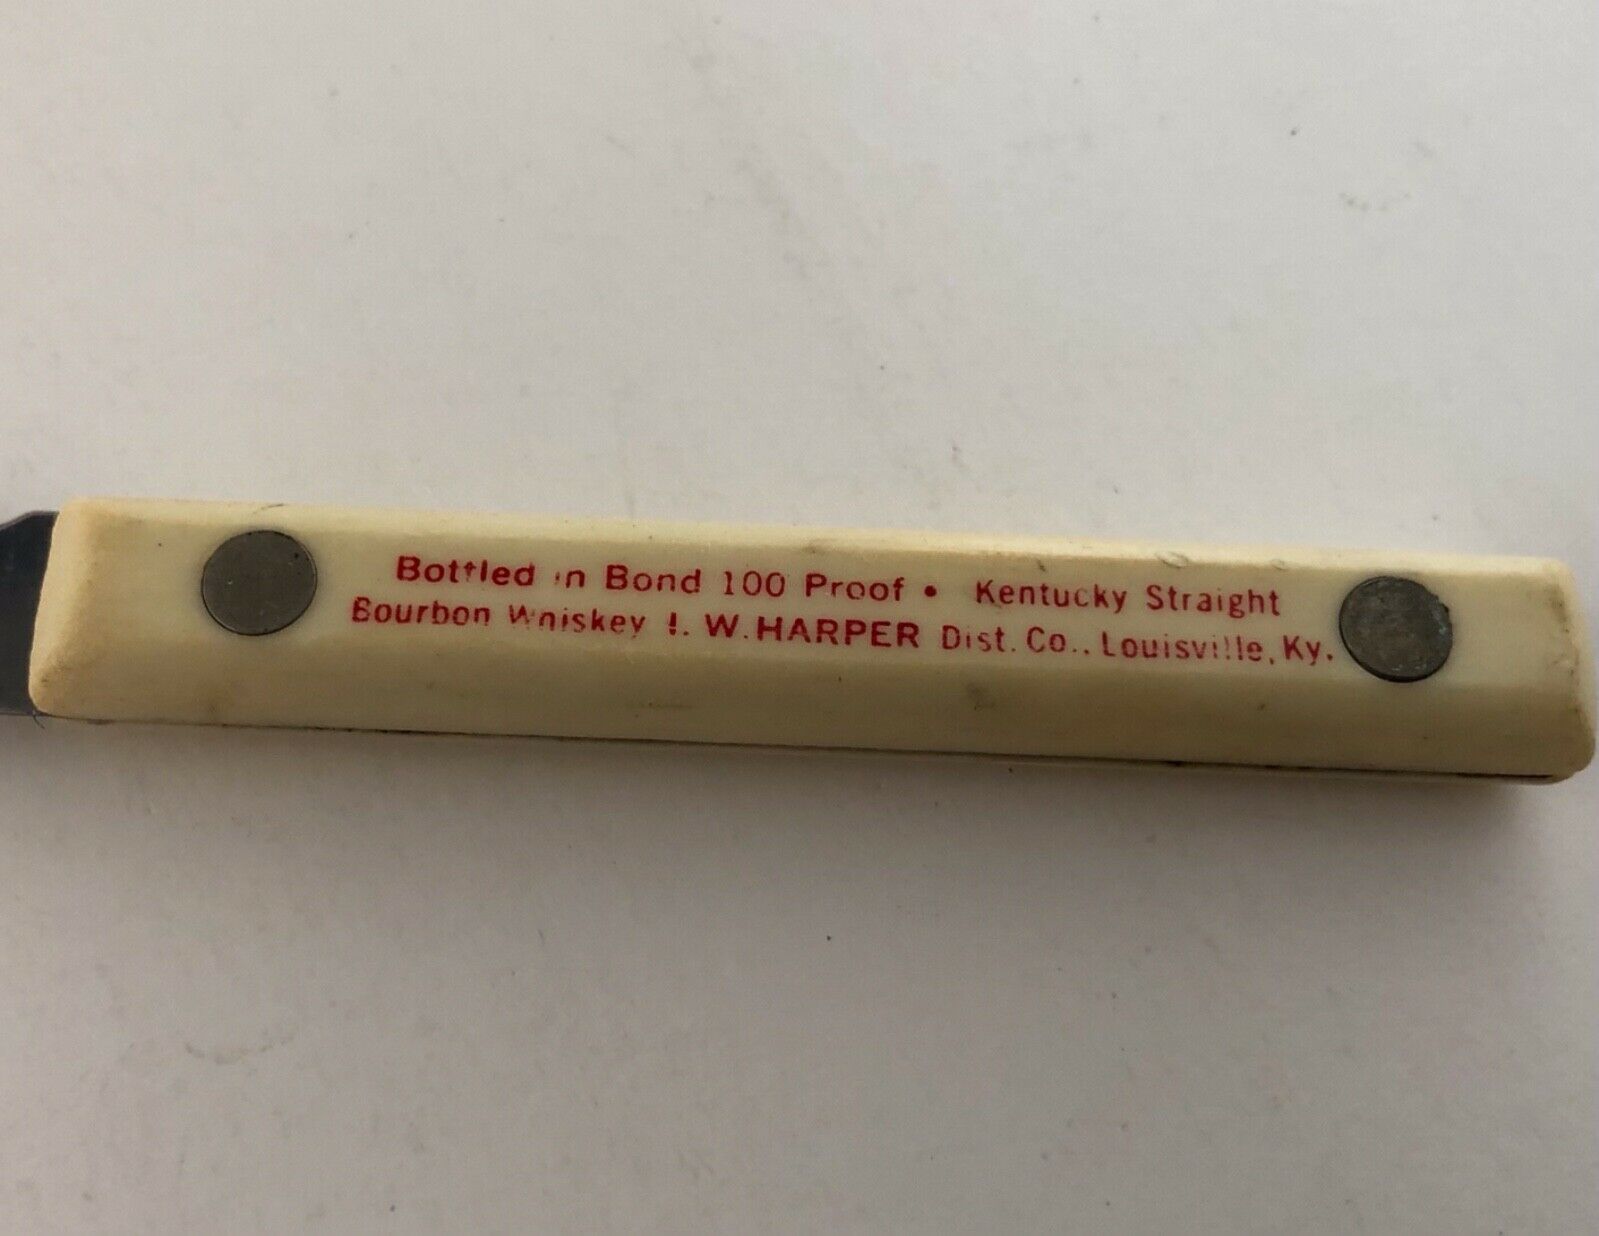 Bottled in Bond 100 Proof • Kentucky Straight
Bourbon Whiskey I. W. HARPER Dist. Co., Louisville, Ky.